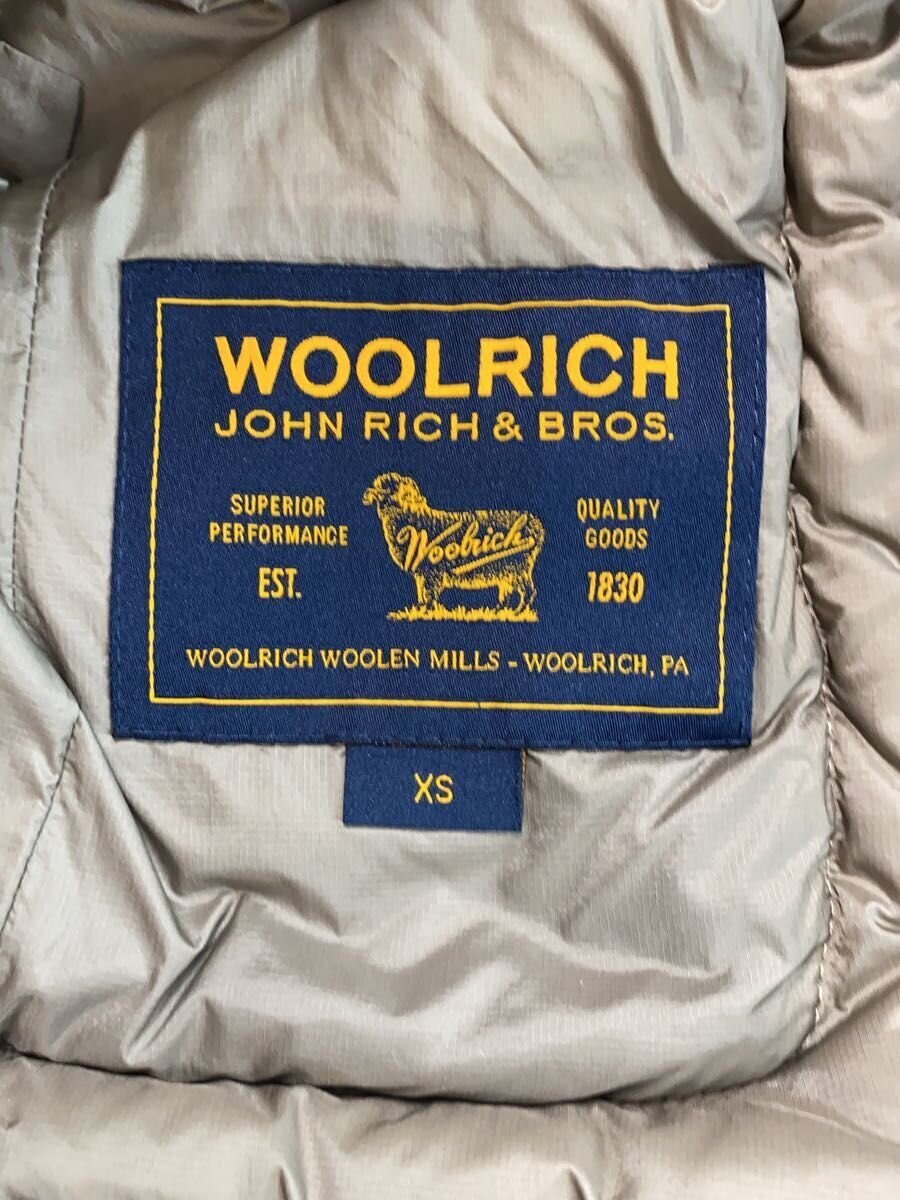 WOOLRICH
JOHN RICH & BROS.
SUPERIOR
PERFORMANCE
EST.
Woolrich
QUALITY
GOODS
1830
WOOLRICH WOOLEN MILLS - WOOLRICH, PA
XS